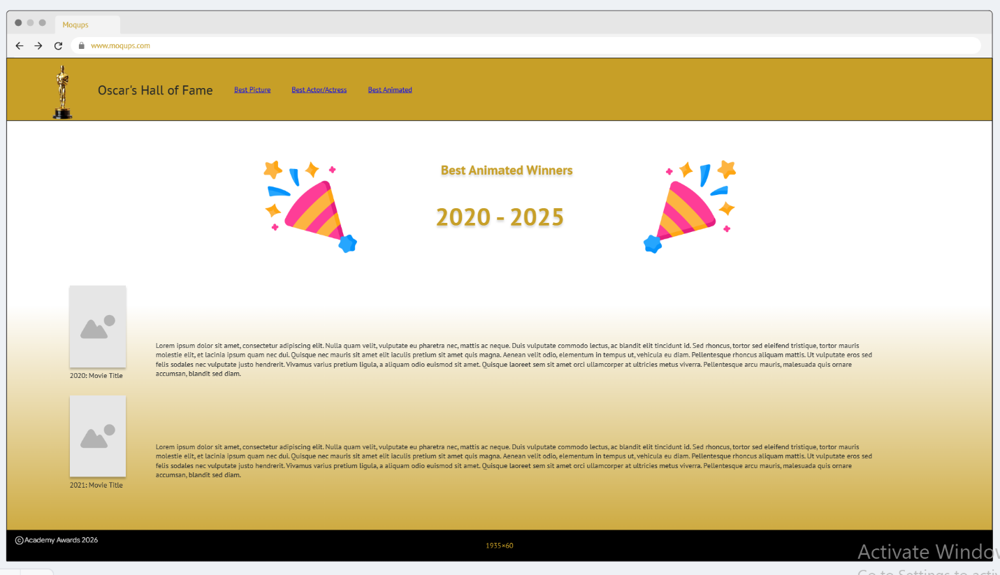 Moqups
www.moqups.com
Oscar's Hall of Fame
Best Picture
Best Actor/Actress
Best Animated
Best Animated Winners
2020 - 2025
Lorem ipsum dolor sit amet, consectetur adipiscing elit. Nulla quam velit, vulputate eu pharetra nec, mattis ac neque. Duis vulputate commodo lectus, ac blandit elit tincidunt id. Sed rhoncus, tortor sed eleifend tristique, tortor mauris
molestie elit, et lacinia ipsum quam nec dui. Quisque nec mauris sit amet elit iaculis pretium sit amet quis magna. Aenean velit odio, elementum in tempus ut, vehicula eu diam. Pellentesque rhoncus aliquam mattis. Ut vulputate eros sed
felis sodales nec vulputate justo hendrerit. Vivamus varius pretium ligula, a aliquam odio euismod sit amet. Quisque laoreet sem sit amet orci ullamcorper at ultricies metus viverra. Pellentesque arcu mauris, malesuada quis ornare
accumsan, blandit sed diam.
2020: Movie Title
Lorem ipsum dolor sit amet, consectetur adipiscing elit. Nulla quam velit, vulputate eu pharetra nec, mattis ac neque. Duis vulputate commodo lectus, ac blandit elit tincidunt id. Sed rhoncus, tortor sed eleifend tristique, tortor mauris
molestie elit, et lacinia ipsum quam nec dui. Quisque nec mauris sit amet elit iaculis pretium sit amet quis magna. Aenean velit odio, elementum in tempus ut, vehicula eu diam. Pellentesque rhoncus aliquam mattis. Ut vulputate eros sed
felis sodales nec vulputate justo hendrerit. Vivamus varius pretium ligula, a aliquam odio euismod sit amet. Quisque laoreet sem sit amet orci ullamcorper at ultricies metus viverra. Pellentesque arcu mauris, malesuada quis ornare
accumsan, blandit sed diam.
2021: Movie Title
©Academy Awards 2026
1935×60
Activate Window
Go to Settings to activ